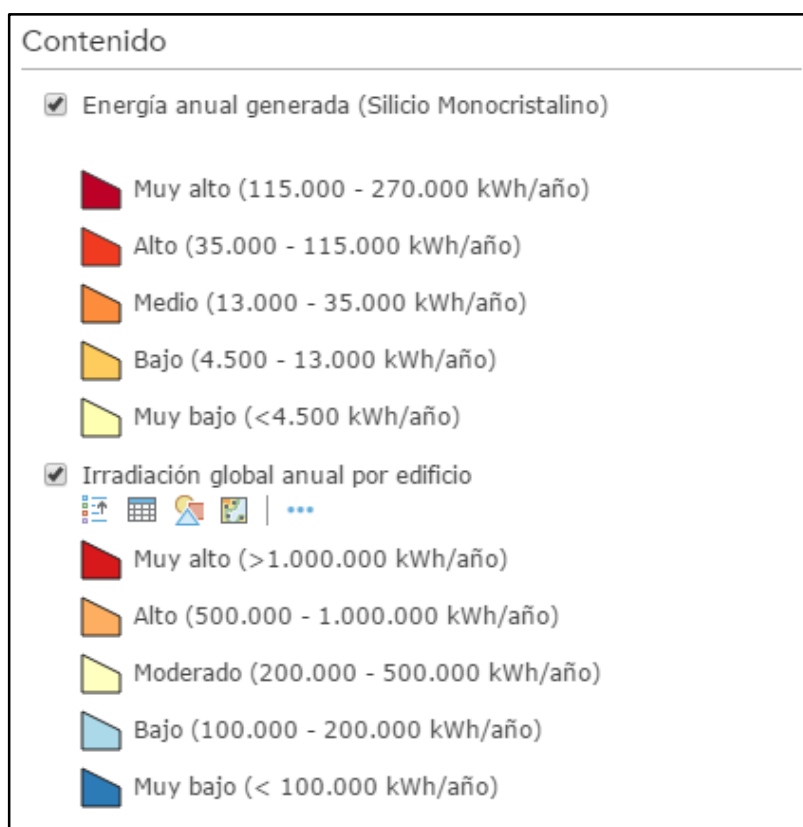 Contenido
Energía anual generada (Silicio Monocristalino)
Muy alto (115.000 - 270.000 kWh/año)
Alto (35.000 - 115.000 kWh/año)
Medio (13.000 - 35.000 kWh/año)
Bajo (4.500 - 13.000 kWh/año)
Muy bajo (<4.500 kWh/año)
Irradiación global anual por edificio
Muy alto (>1.000.000 kWh/año)
Alto (500.000 - 1.000.000 kWh/año)
Moderado (200.000 - 500.000 kWh/año)
Bajo (100.000 - 200.000 kWh/año)
Muy bajo (< 100.000 kWh/año)